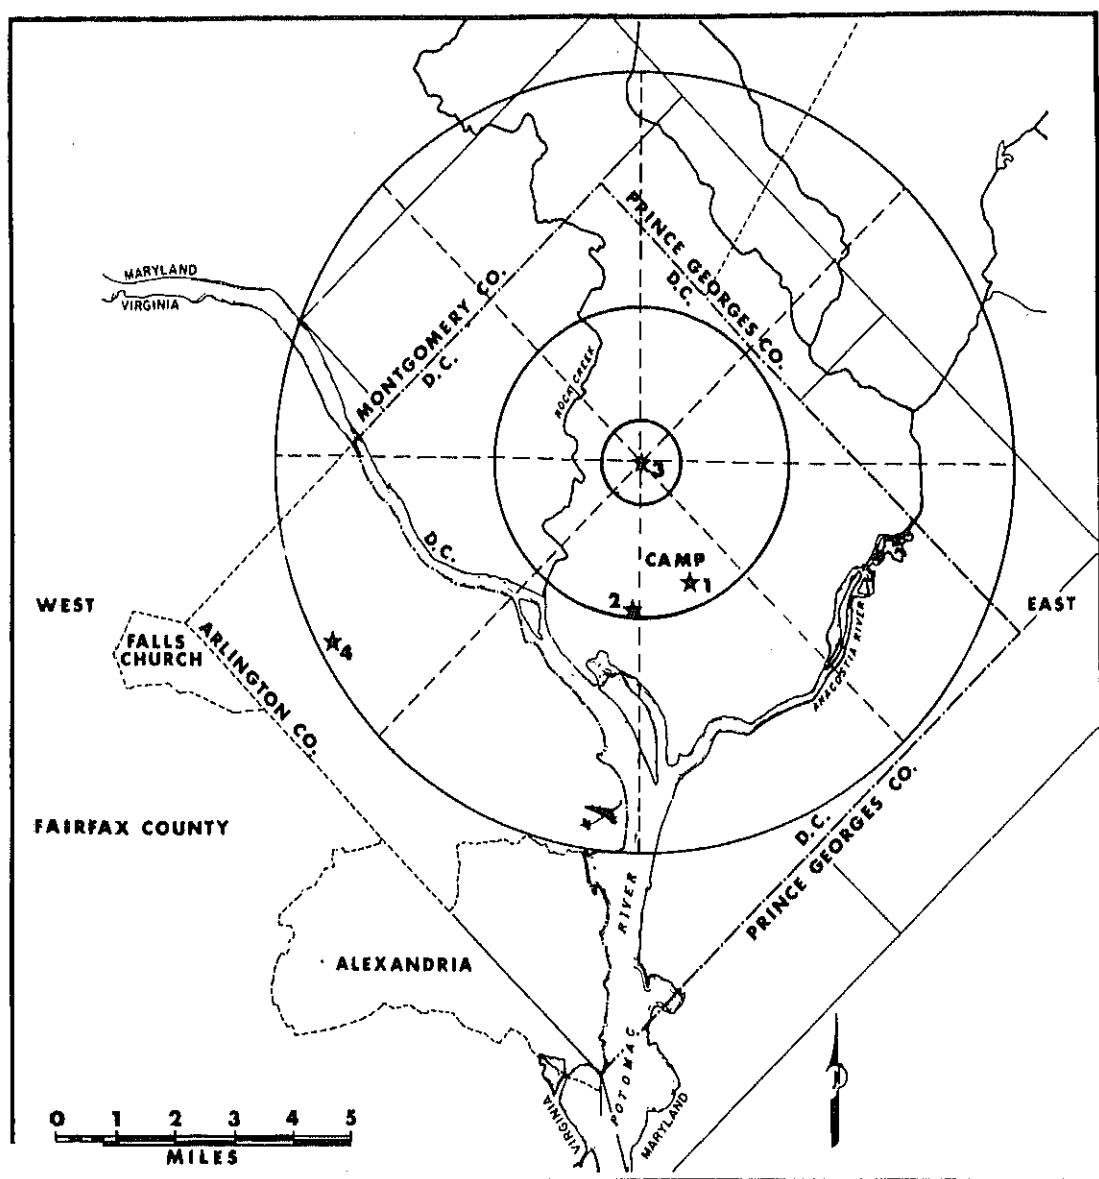 PRINCE GEORGES CO.
D.C.
MARYLAND
VIRGINIA
MONTGOMERY CO.
D.C.
ROCK CREEK
3
D.C.
CAMP
1
2
WEST
EAST
FALLS
CHURCH
4
ARLINGTON CO.
ANACOSTIA RIVER
FAIRFAX COUNTY
D.C.
PRINCE GEORGES CO.
RIVER
ALEXANDRIA
POTOMAC
N
VIRGINIA
MARYLAND
0 1 2 3 4 5
MILES